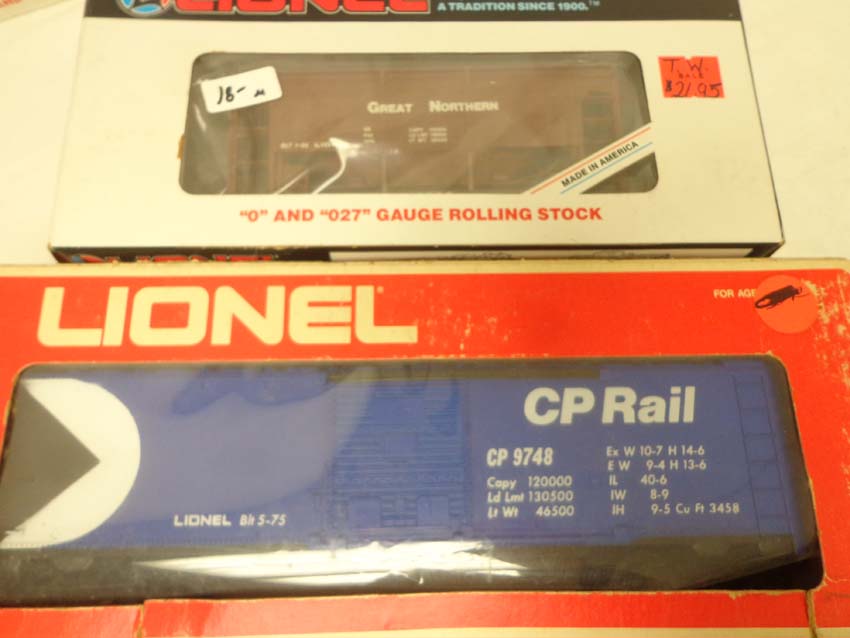 LIONEL
A TRADITION SINCE 1900.™
18-
T.W.
$21.95
GREAT NORTHERN
MADE IN AMERICA
"O" AND "027" GAUGE ROLLING STOCK
LIONEL
LIONEL
FOR AGE
CP Rail
CP 9748
Capy 120000
Ld Lmt 130500
Lt Wt 46500
Ex W 10-7 H 14-6
E W 9-4 H 13-6
IL 40-6
IW 8-9
IH 9-5 Cu Ft 3458
LIONEL Blt 5-75